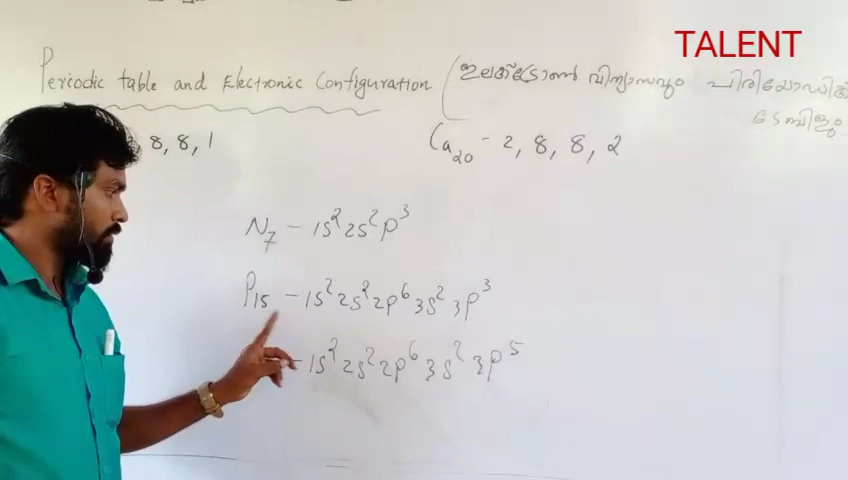 TALENT
Periodic table and Electronic Configuration (ഇലക്ട്രോൺ വിന്യാസവും പിരിയോഡിക്
ടേബിളും
8, 8, 1 Ca₂₀ - 2, 8, 8, 2
N₇ - 1s² 2s² p³
P₁₅ - 1s² 2s² 2p⁶ 3s² 3p³
- 1s² 2s² 2p⁶ 3s² 3p⁵